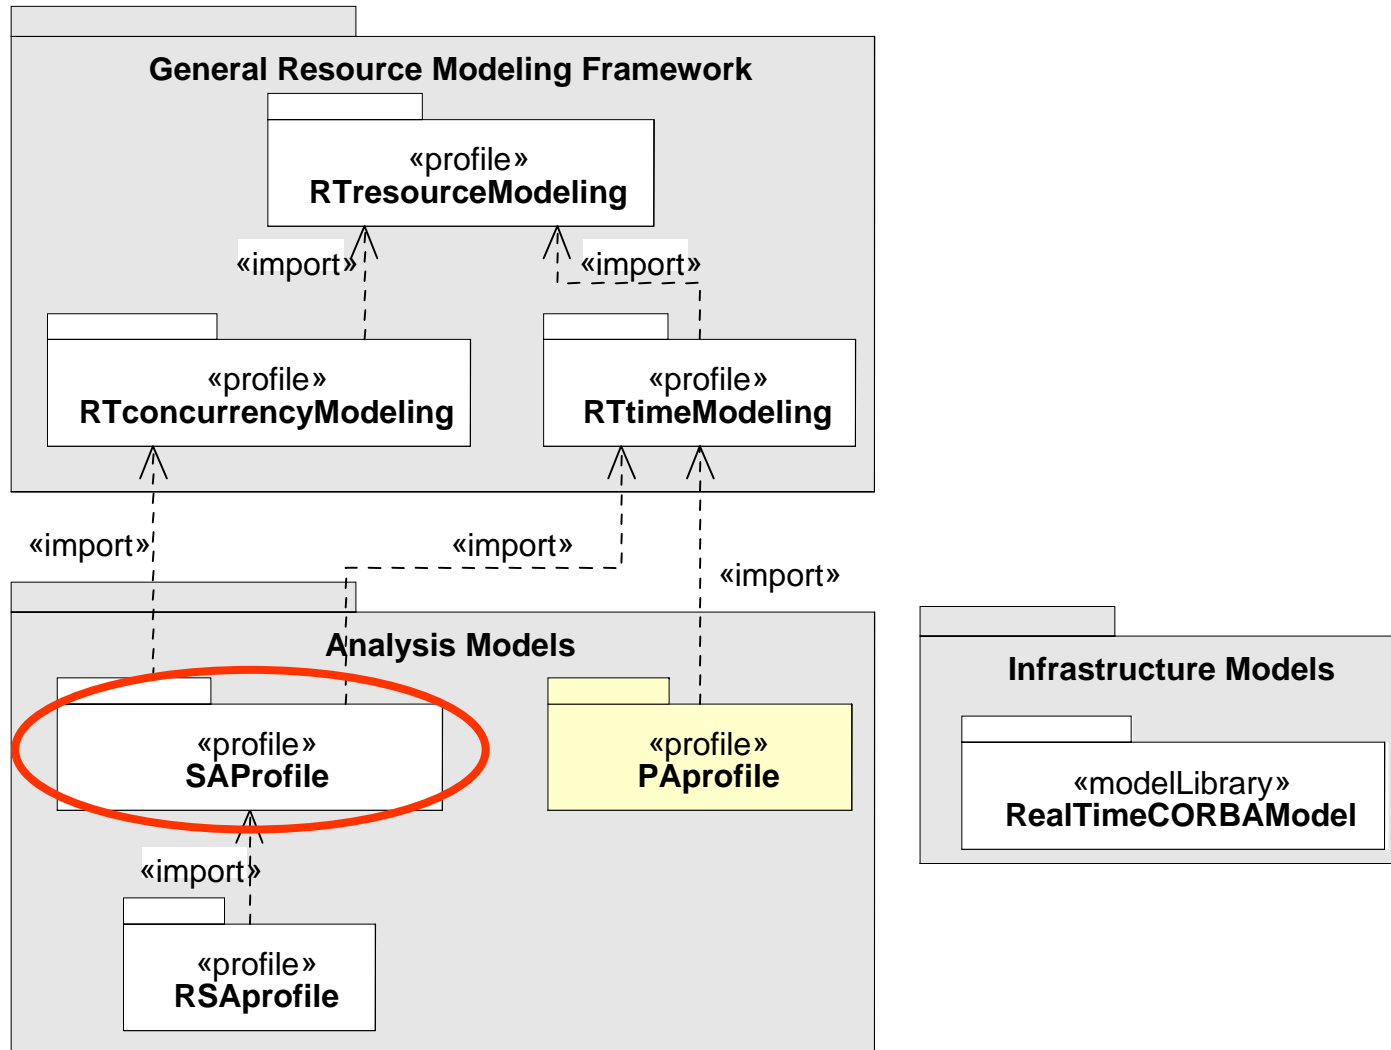 General Resource Modeling Framework
«profile»
RTresourceModeling
«import»
«import»
«profile»
RTconcurrencyModeling
«profile»
RTtimeModeling
«import»
«import»
«import»
Analysis Models
«profile»
SAProfile
«profile»
PAprofile
«import»
«profile»
RSAprofile
Infrastructure Models
«modelLibrary»
RealTimeCORBAModel